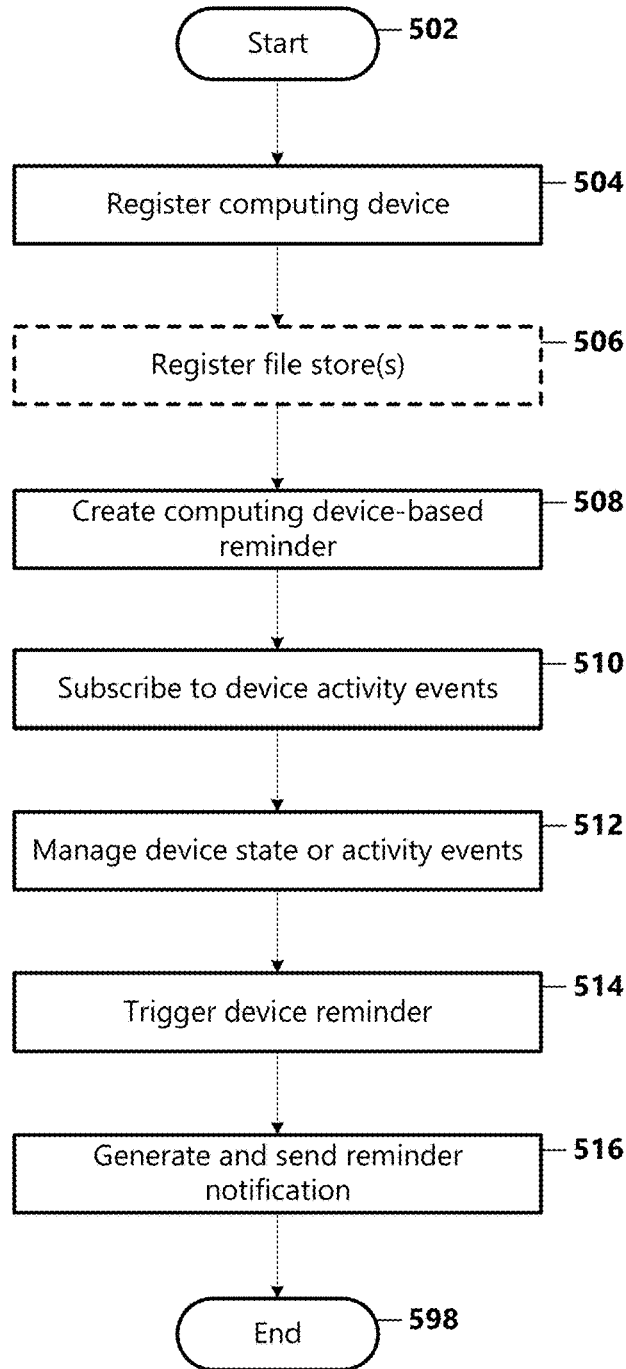 Start
502
Register computing device
504
Register file store(s)
506
Create computing device-based
reminder
508
Subscribe to device activity events
510
Manage device state or activity events
512
Trigger device reminder
514
Generate and send reminder
notification
516
End
598